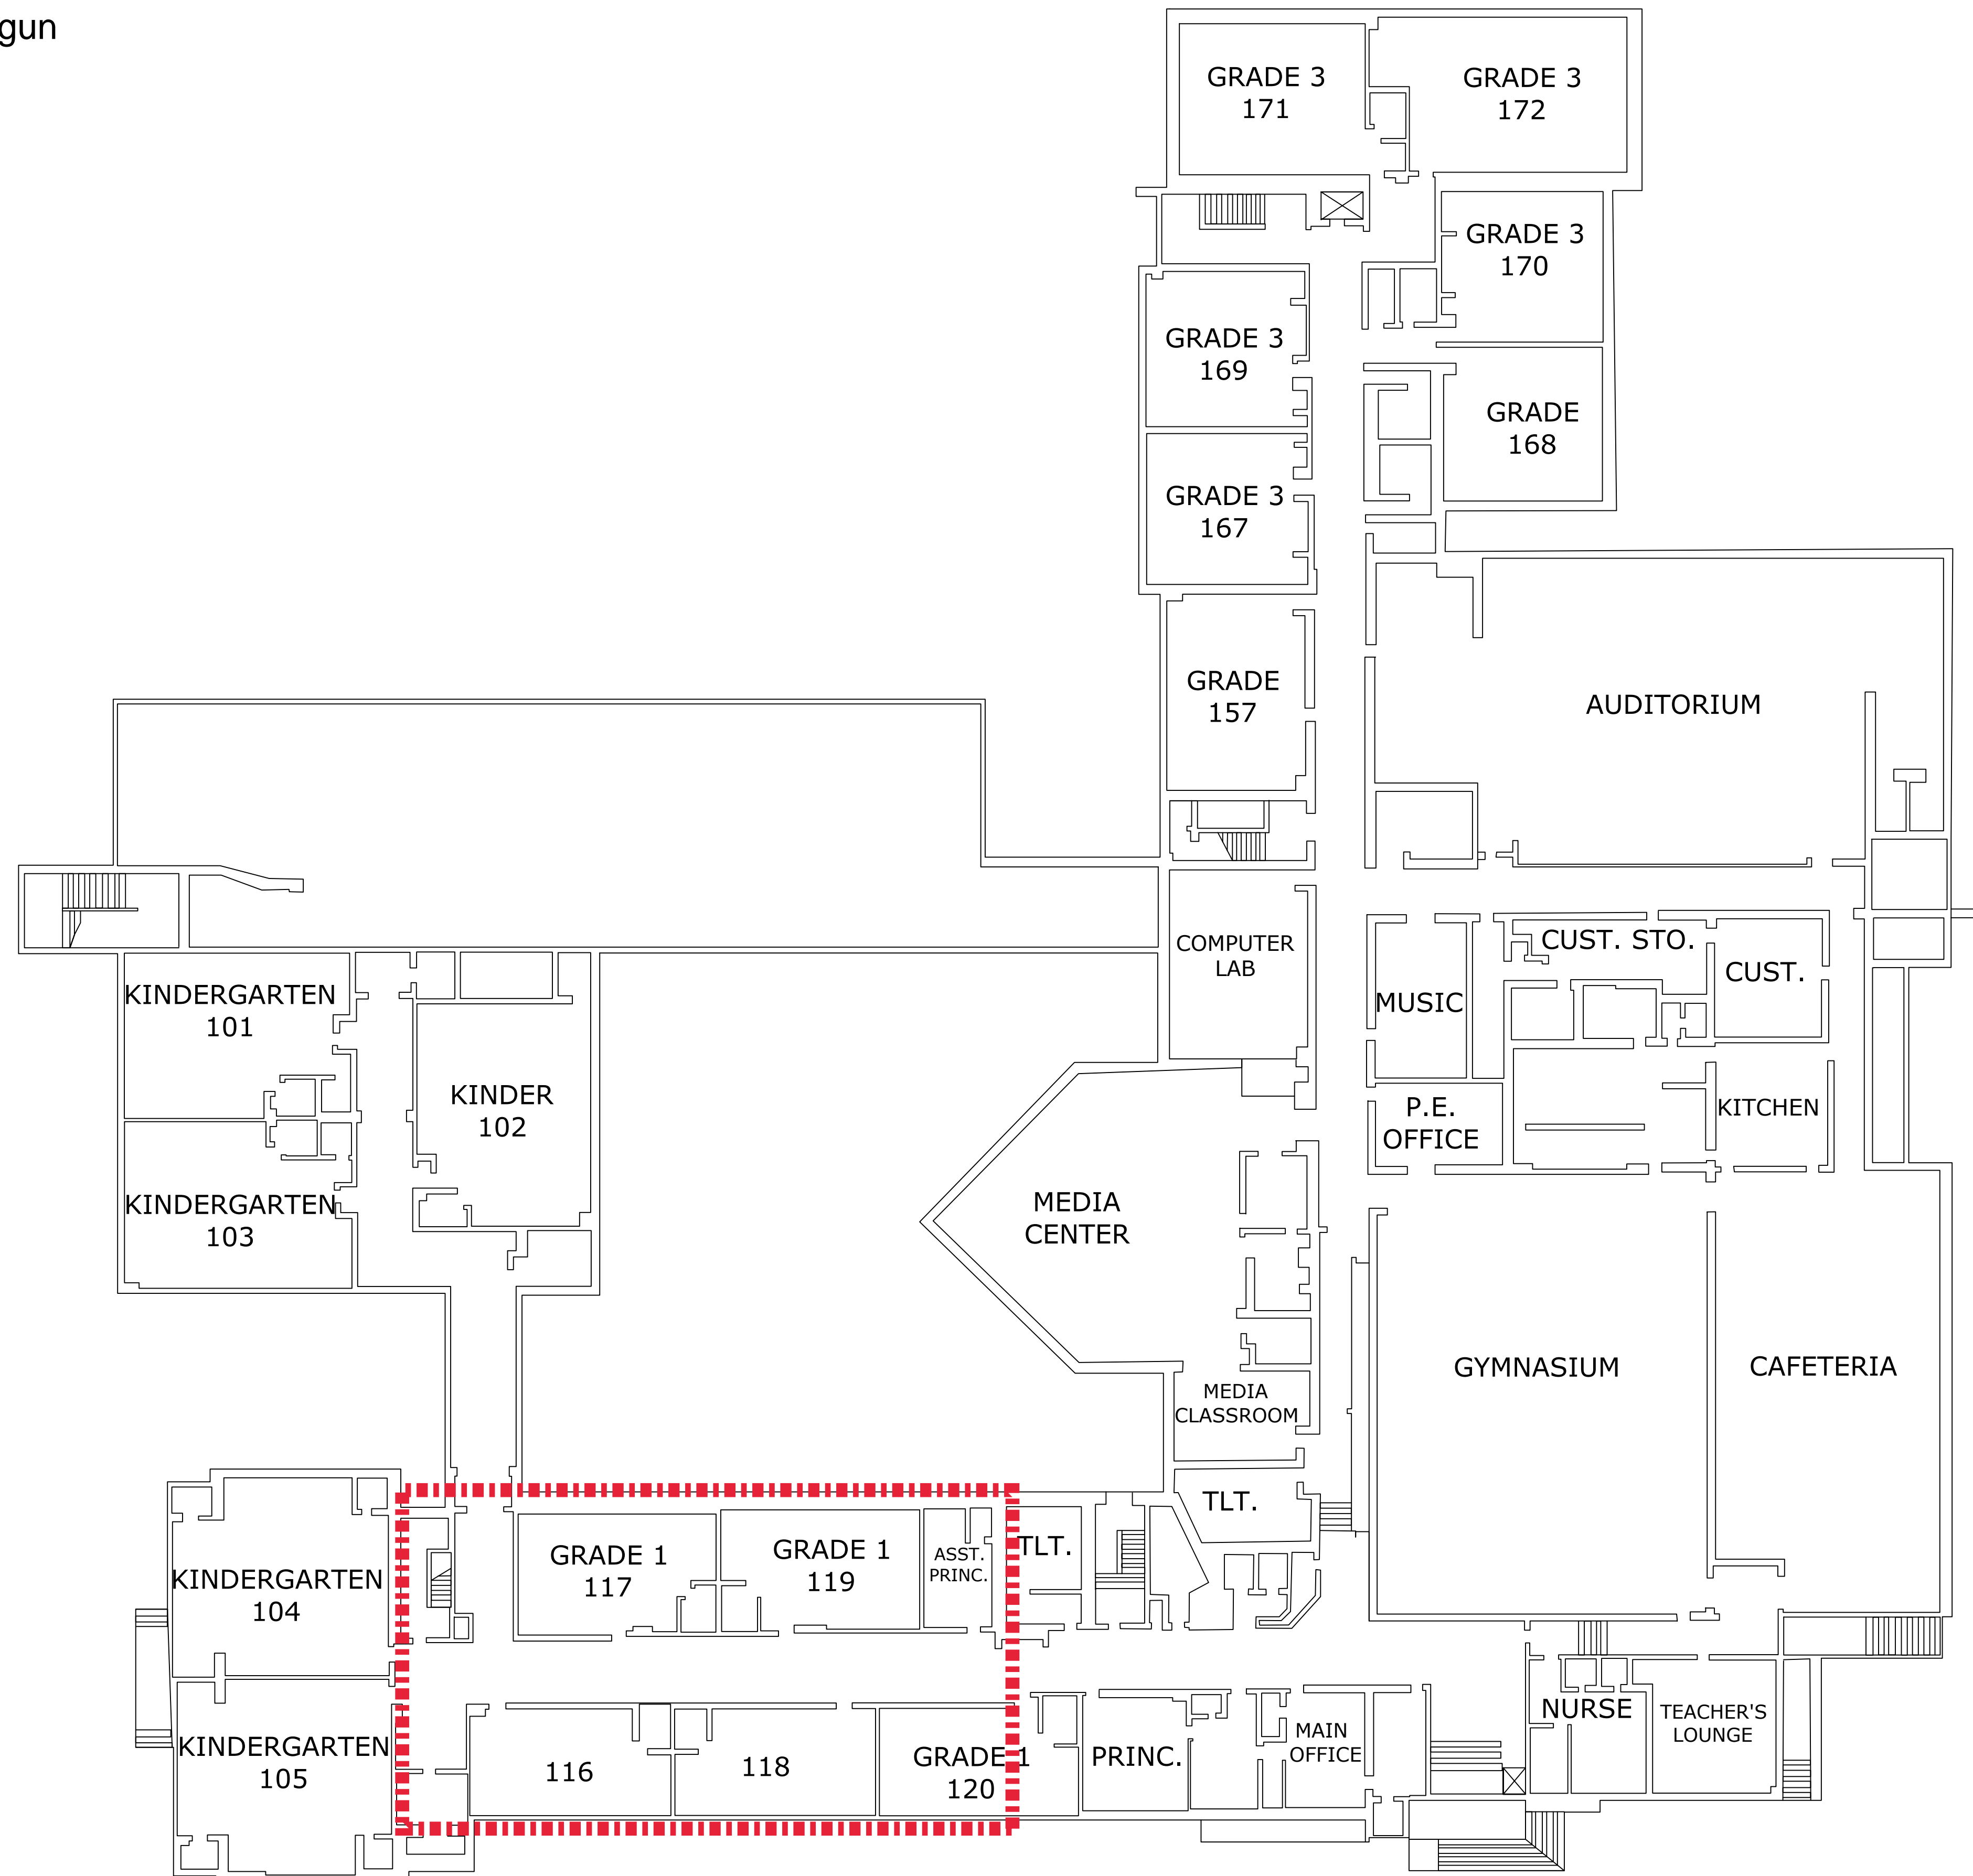 gun
GRADE 3
171
GRADE 3
172
GRADE 3
170
GRADE 3
169
GRADE
168
GRADE 3
167
GRADE
157
AUDITORIUM
COMPUTER
LAB
MUSIC
CUST. STO.
CUST.
KINDERGARTEN
101
KINDER
102
P.E.
OFFICE
KITCHEN
KINDERGARTEN
103
MEDIA
CENTER
GYMNASIUM
CAFETERIA
MEDIA
CLASSROOM
TLT.
KINDERGARTEN
104
GRADE 1
117
GRADE 1
119
ASST.
PRINC.
TLT.
KINDERGARTEN
105
116
118
GRADE 1
120
PRINC.
MAIN
OFFICE
NURSE
TEACHER'S
LOUNGE